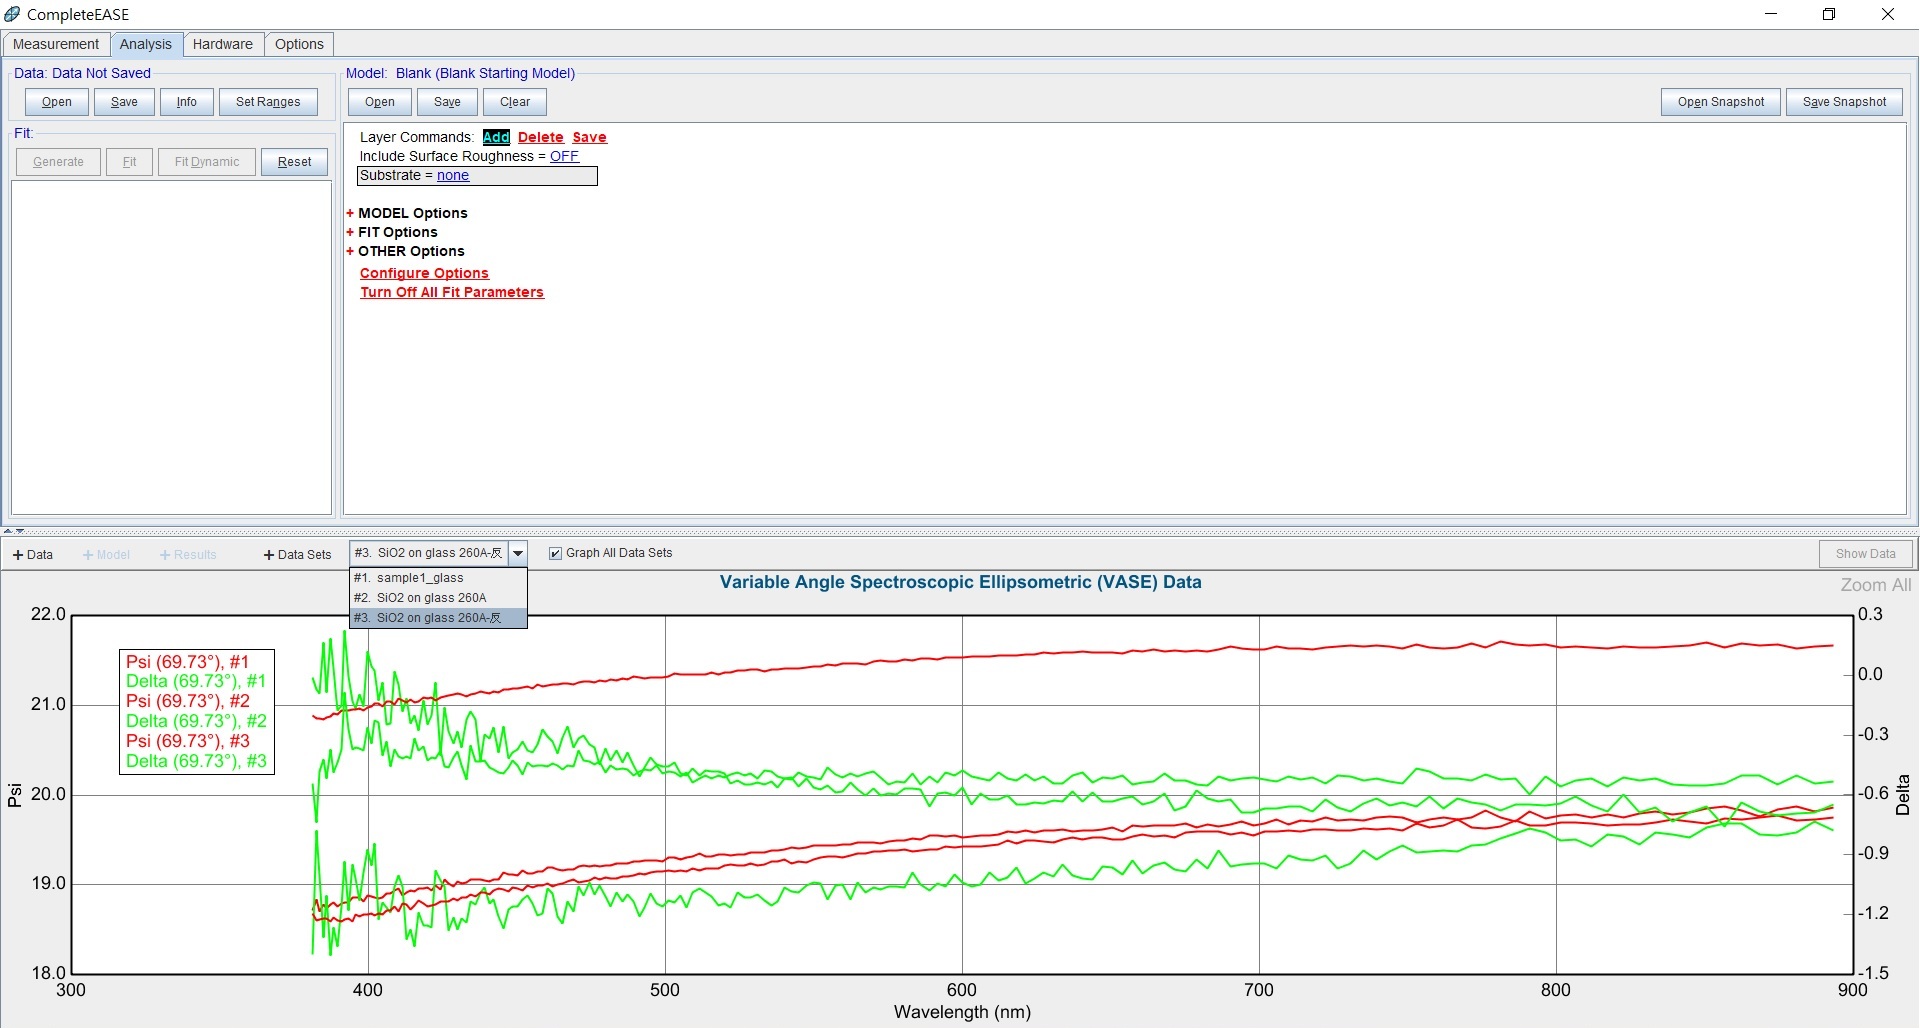 CompleteEASE
Measurement Analysis Hardware Options
Data: Data Not Saved
Open Save Info Set Ranges
Fit:
Generate Fit Fit Dynamic Reset
Model: Blank (Blank Starting Model)
Open Save Clear
Open Snapshot Save Snapshot
Layer Commands: Add Delete Save
Include Surface Roughness = OFF
Substrate = none
+ MODEL Options
+ FIT Options
+ OTHER Options
Configure Options
Turn Off All Fit Parameters
+ Data + Model + Results + Data Sets #3. SiO2 on glass 260A-反 Graph All Data Sets Show Data
#1. sample1_glass
#2. SiO2 on glass 260A
#3. SiO2 on glass 260A-反
Variable Angle Spectroscopic Ellipsometric (VASE) Data
Zoom All
Psi (69.73°), #1
Delta (69.73°), #1
Psi (69.73°), #2
Delta (69.73°), #2
Psi (69.73°), #3
Delta (69.73°), #3
Psi
22.0
21.0
20.0
19.0
18.0
0.3
0.0
-0.3
-0.6
-0.9
-1.2
-1.5
Delta
300 400 500 600 700 800 900
Wavelength (nm)